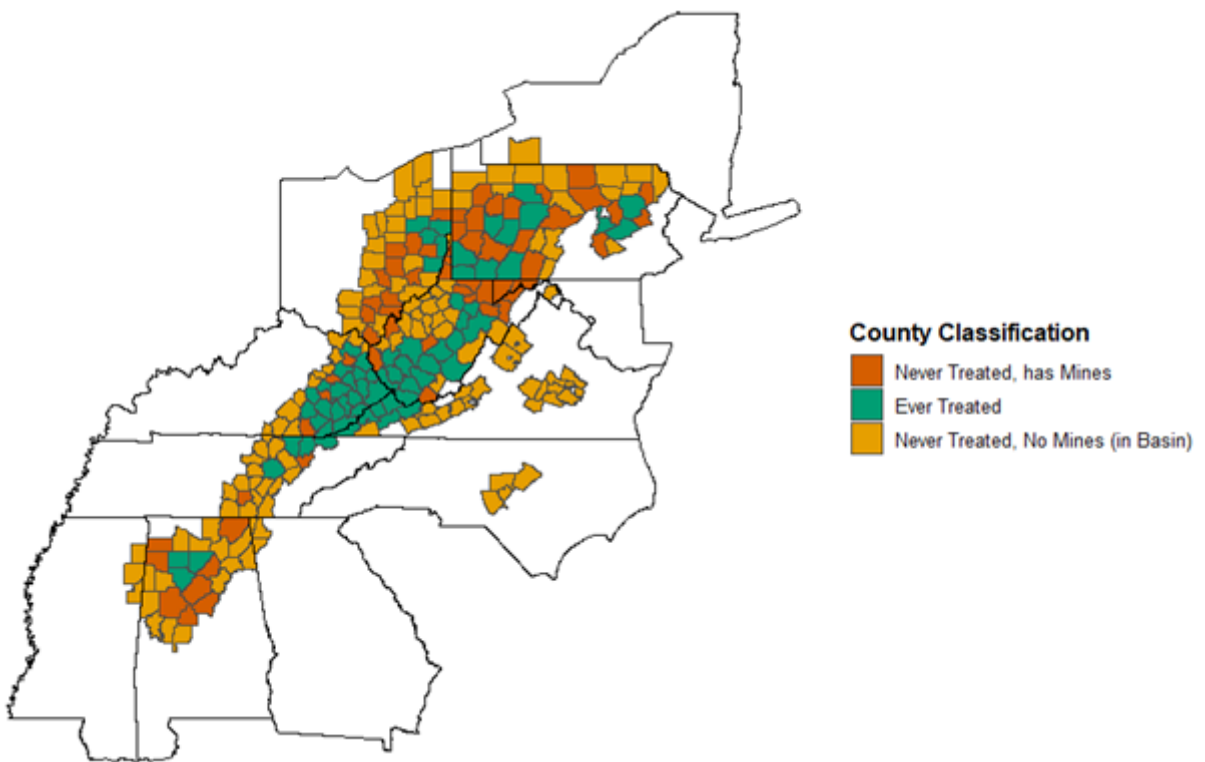 County Classification
Never Treated, has Mines
Ever Treated
Never Treated, No Mines (in Basin)